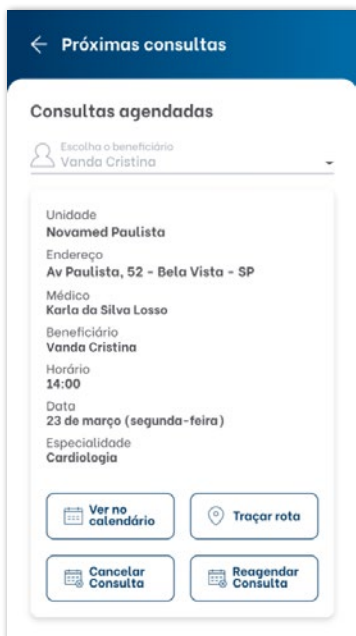 Próximas consultas
Consultas agendadas
Escolha o beneficiário
Vanda Cristina
Unidade
Novamed Paulista
Endereço
Av Paulista, 52 - Bela Vista - SP
Médico
Karla da Silva Losso
Beneficiário
Vanda Cristina
Horário
14:00
Data
23 de março (segunda-feira)
Especialidade
Cardiologia
Ver no
calendário
Traçar rota
Cancelar
Consulta
Reagendar
Consulta